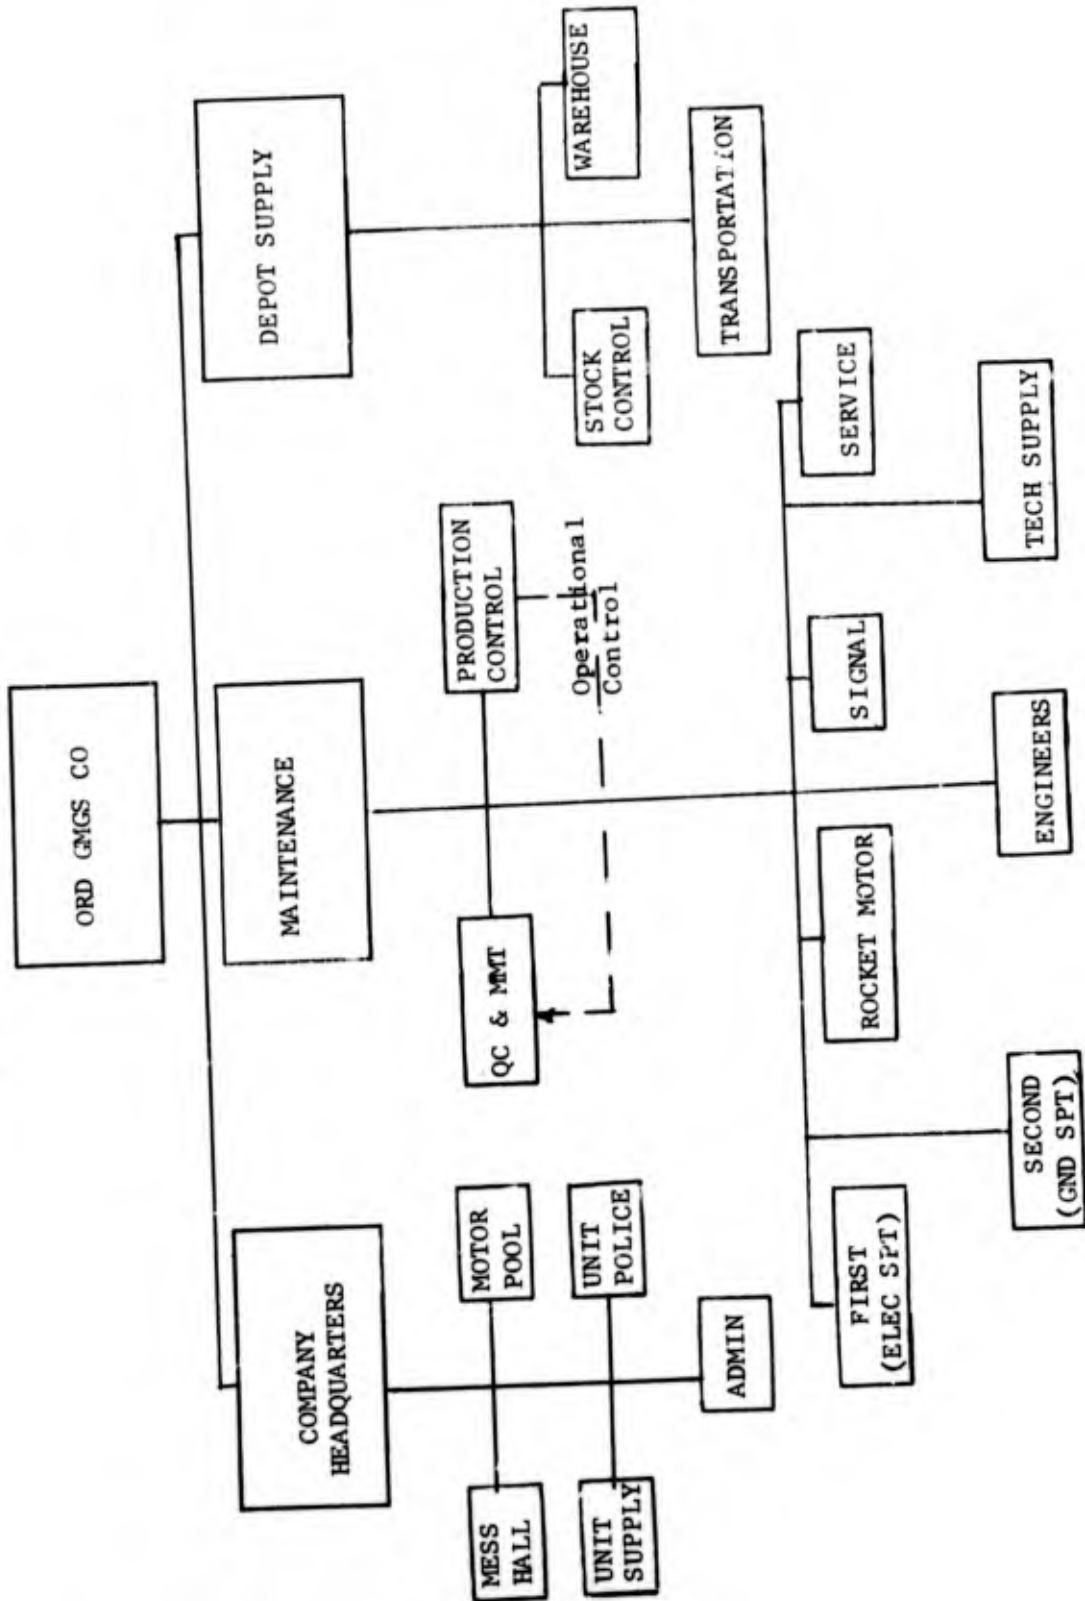 ORD GMGS CO
COMPANY
HEADQUARTERS
MAINTENANCE
DEPOT SUPPLY
MESS
HALL
MOTOR
POOL
UNIT
SUPPLY
UNIT
POLICE
ADMIN
QC & MMT
PRODUCTION
CONTROL
Operational
Control
STOCK
CONTROL
WAREHOUSE
TRANSPORTATION
FIRST
(ELEC SPT)
SECOND
(GND SPT)
ROCKET MOTOR
ENGINEERS
SIGNAL
TECH SUPPLY
SERVICE